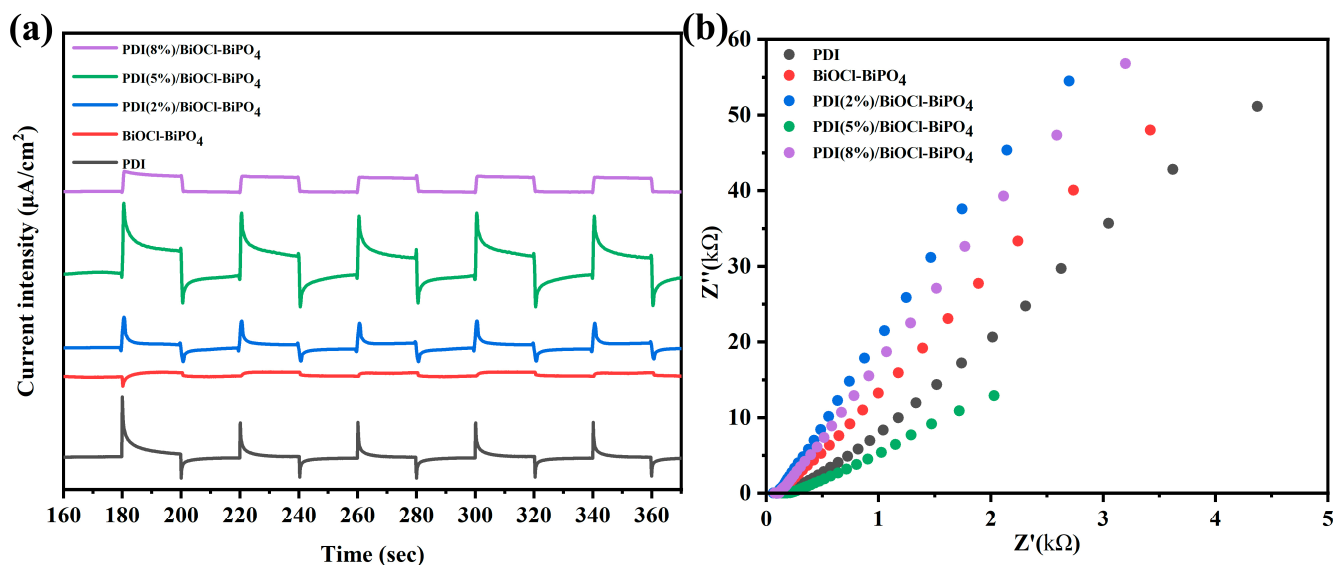 (a)
PDI(8%)/BiOCl-BiPO4
PDI(5%)/BiOCl-BiPO4
PDI(2%)/BiOCl-BiPO4
BiOCl-BiPO4
PDI
Current intensity (μA/cm²)
160 180 200 220 240 260 280 300 320 340 360
Time (sec)
(b)
PDI
BiOCl-BiPO4
PDI(2%)/BiOCl-BiPO4
PDI(5%)/BiOCl-BiPO4
PDI(8%)/BiOCl-BiPO4
Z''(kΩ)
60
50
40
30
20
10
0
0 1 2 3 4 5
Z'(kΩ)